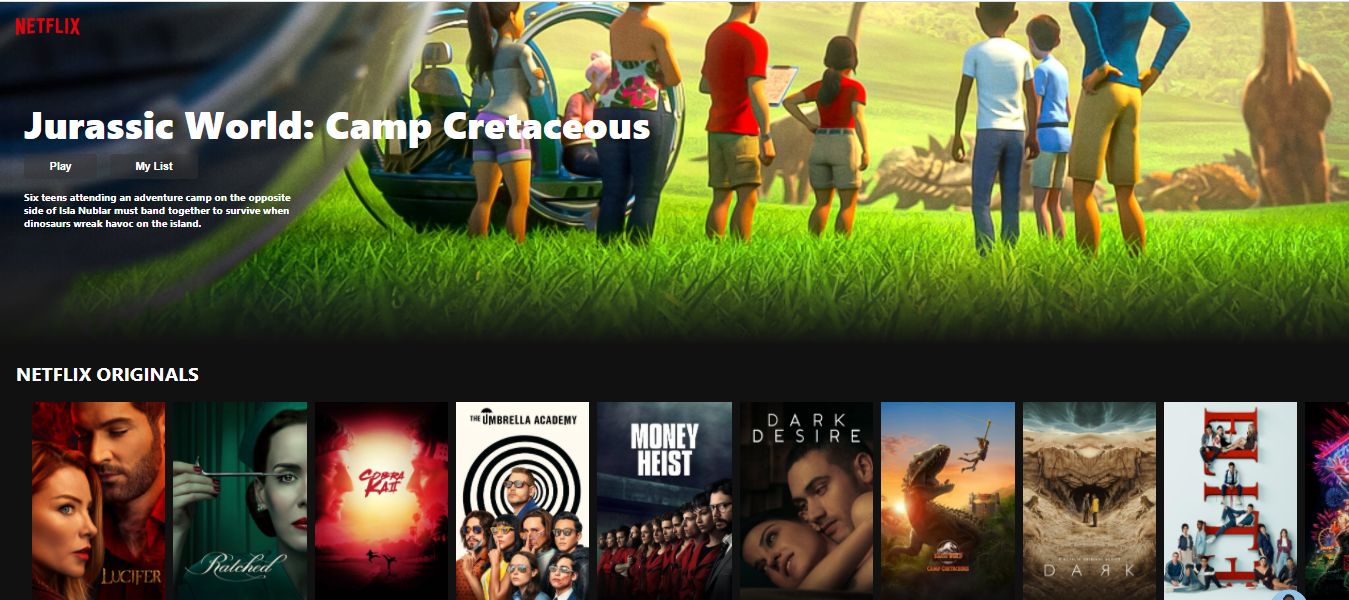 NETFLIX
Jurassic World: Camp Cretaceous
Play
My List
Six teens attending an adventure camp on the opposite
side of Isla Nublar must band together to survive when
dinosaurs wreak havoc on the island.
NETFLIX ORIGINALS
LUCIFER
Ratched
COBRA
KAI
THE UMBRELLA ACADEMY
MONEY
HEIST
DARK
DESIRE
CAMP CRETACEOUS
DARK
ELITE